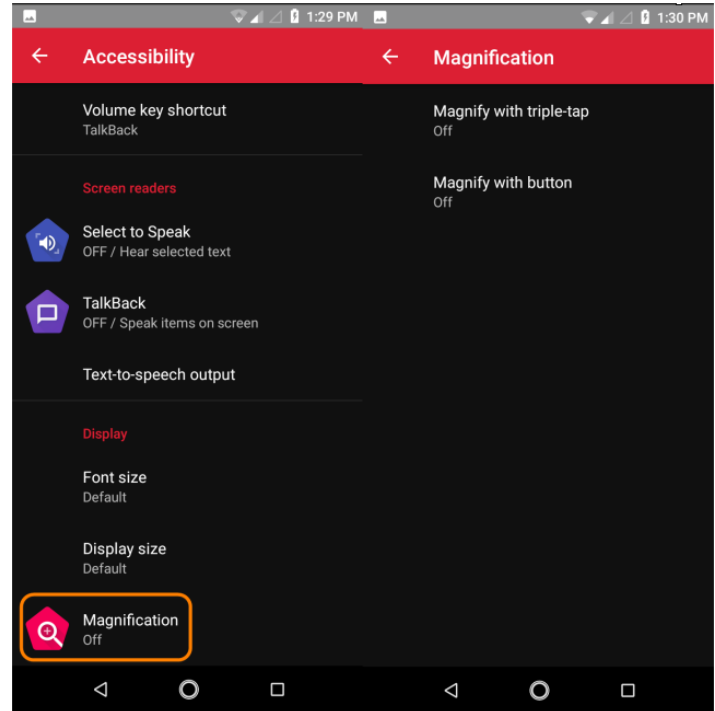 1:29 PM
Accessibility
Volume key shortcut
TalkBack
Screen readers
Select to Speak
OFF / Hear selected text
TalkBack
OFF / Speak items on screen
Text-to-speech output
Display
Font size
Default
Display size
Default
Magnification
Off
1:30 PM
Magnification
Magnify with triple-tap
Off
Magnify with button
Off